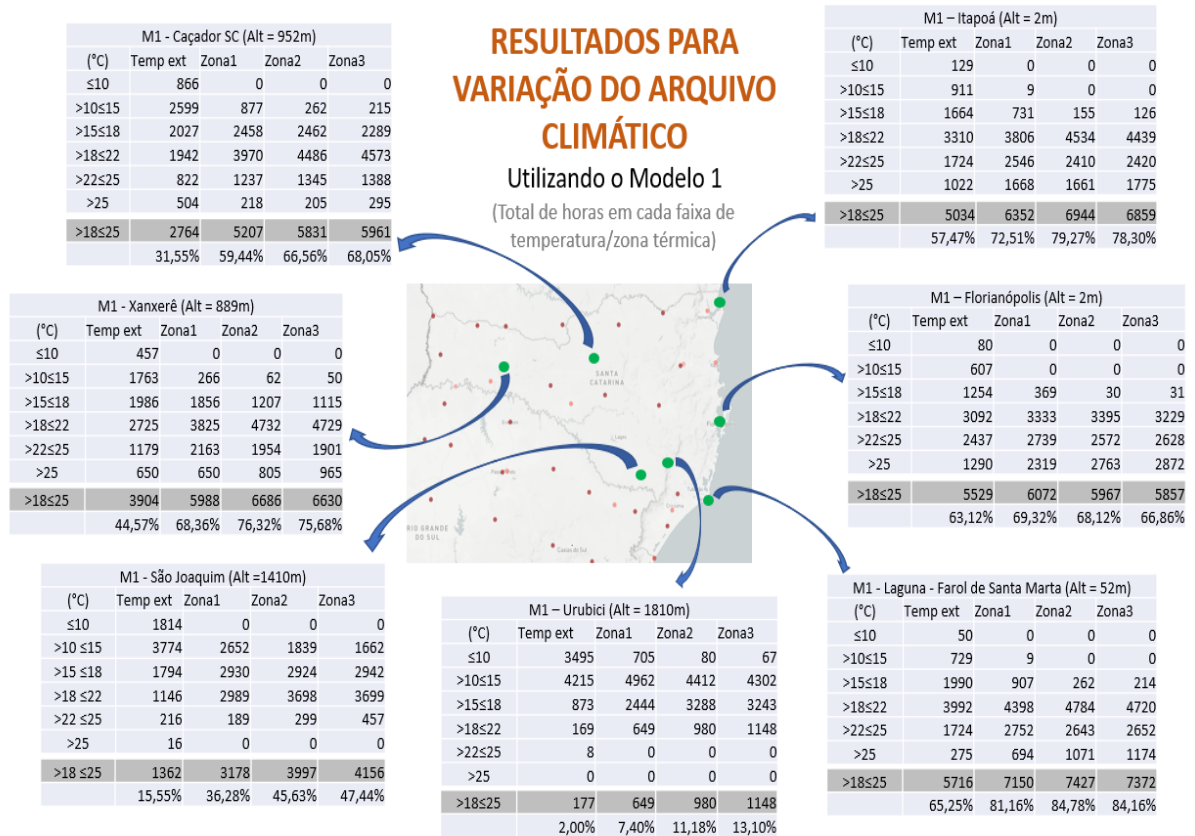 RESULTADOS PARA
VARIAÇÃO DO ARQUIVO
CLIMÁTICO
Utilizando o Modelo 1
(Total de horas em cada faixa de
temperatura/zona térmica)
M1 - Caçador SC (Alt = 952m)
(°C) Temp ext Zona1 Zona2 Zona3
≤10 866 0 0 0
>10≤15 2599 877 262 215
>15≤18 2027 2458 2462 2289
>18≤22 1942 3970 4486 4573
>22≤25 822 1237 1345 1388
>25 504 218 205 295
>18≤25 2764 5207 5831 5961
31,55% 59,44% 66,56% 68,05%
M1 – Itapoá (Alt = 2m)
(°C) Temp ext Zona1 Zona2 Zona3
≤10 129 0 0 0
>10≤15 911 9 0 0
>15≤18 1664 731 155 126
>18≤22 3310 3806 4534 4439
>22≤25 1724 2546 2410 2420
>25 1022 1668 1661 1775
>18≤25 5034 6352 6944 6859
57,47% 72,51% 79,27% 78,30%
M1 - Xanxerê (Alt = 889m)
(°C) Temp ext Zona1 Zona2 Zona3
≤10 457 0 0 0
>10≤15 1763 266 62 50
>15≤18 1986 1856 1207 1115
>18≤22 2725 3825 4732 4729
>22≤25 1179 2163 1954 1901
>25 650 650 805 965
>18≤25 3904 5988 6686 6630
44,57% 68,36% 76,32% 75,68%
SANTA
CATARINA
RIO GRANDE
DO SUL
Caxias do Sul
M1 – Florianópolis (Alt = 2m)
(°C) Temp ext Zona1 Zona2 Zona3
≤10 80 0 0 0
>10≤15 607 0 0 0
>15≤18 1254 369 30 31
>18≤22 3092 3333 3395 3229
>22≤25 2437 2739 2572 2628
>25 1290 2319 2763 2872
>18≤25 5529 6072 5967 5857
63,12% 69,32% 68,12% 66,86%
M1 - São Joaquim (Alt =1410m)
(°C) Temp ext Zona1 Zona2 Zona3
≤10 1814 0 0 0
>10 ≤15 3774 2652 1839 1662
>15 ≤18 1794 2930 2924 2942
>18 ≤22 1146 2989 3698 3699
>22 ≤25 216 189 299 457
>25 16 0 0 0
>18 ≤25 1362 3178 3997 4156
15,55% 36,28% 45,63% 47,44%
M1 – Urubici (Alt = 1810m)
(°C) Temp ext Zona1 Zona2 Zona3
≤10 3495 705 80 67
>10≤15 4215 4962 4412 4302
>15≤18 873 2444 3288 3243
>18≤22 169 649 980 1148
>22≤25 8 0 0 0
>25 0 0 0 0
>18≤25 177 649 980 1148
2,00% 7,40% 11,18% 13,10%
M1 - Laguna - Farol de Santa Marta (Alt = 52m)
(°C) Temp ext Zona1 Zona2 Zona3
≤10 50 0 0 0
>10≤15 729 9 0 0
>15≤18 1990 907 262 214
>18≤22 3992 4398 4784 4720
>22≤25 1724 2752 2643 2652
>25 275 694 1071 1174
>18≤25 5716 7150 7427 7372
65,25% 81,16% 84,78% 84,16%